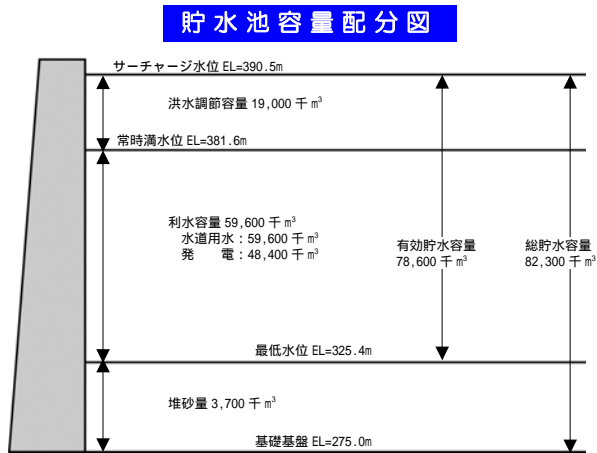 貯水池容量配分図
サーチャージ水位 EL=390.5m
洪水調節容量 19,000 千㎥
常時満水位 EL=381.6m
利水容量 59,600 千㎥
水道用水：59,600 千㎥
発　　電：48,400 千㎥
有効貯水容量
78,600 千㎥
総貯水容量
82,300 千㎥
最低水位 EL=325.4m
堆砂量 3,700 千㎥
基礎基盤 EL=275.0m